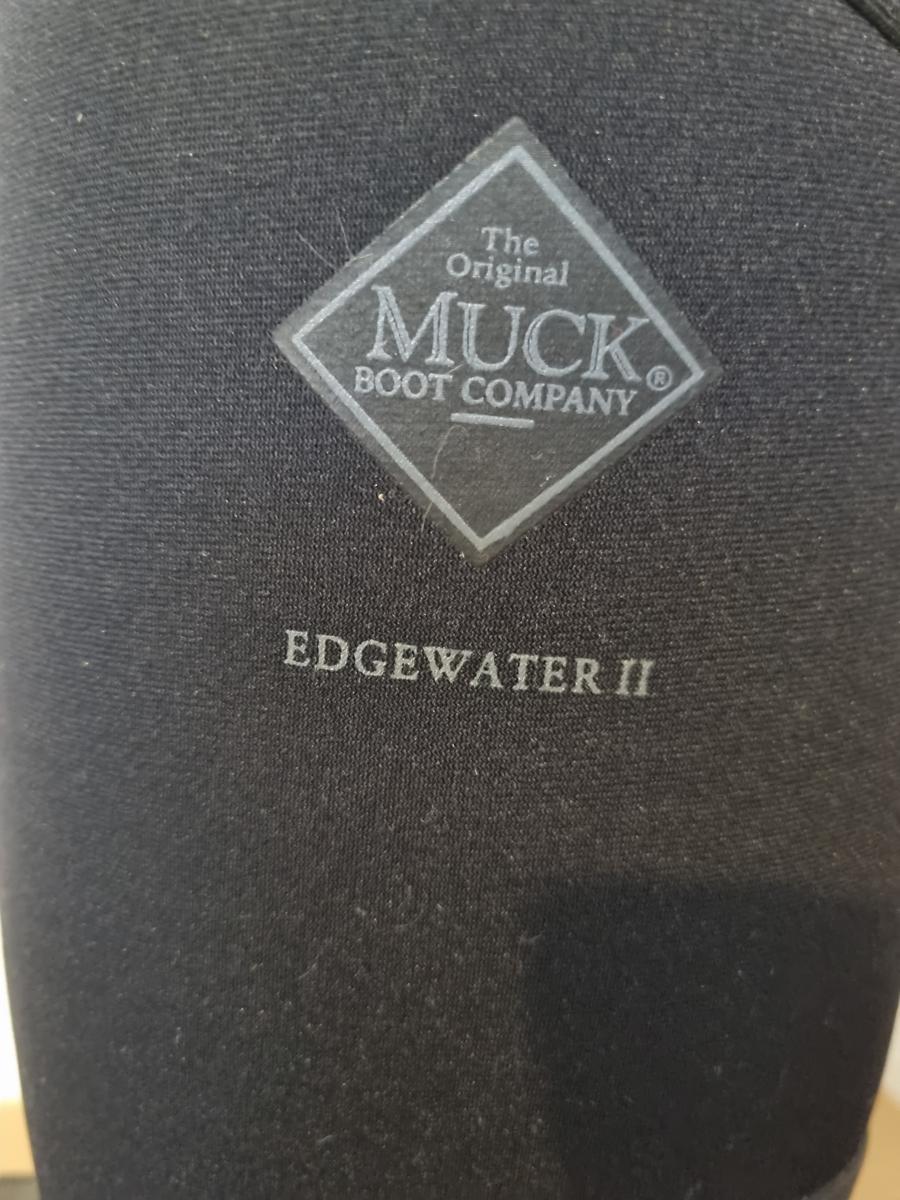 The
Original
MUCK®
BOOT COMPANY
EDGEWATER II